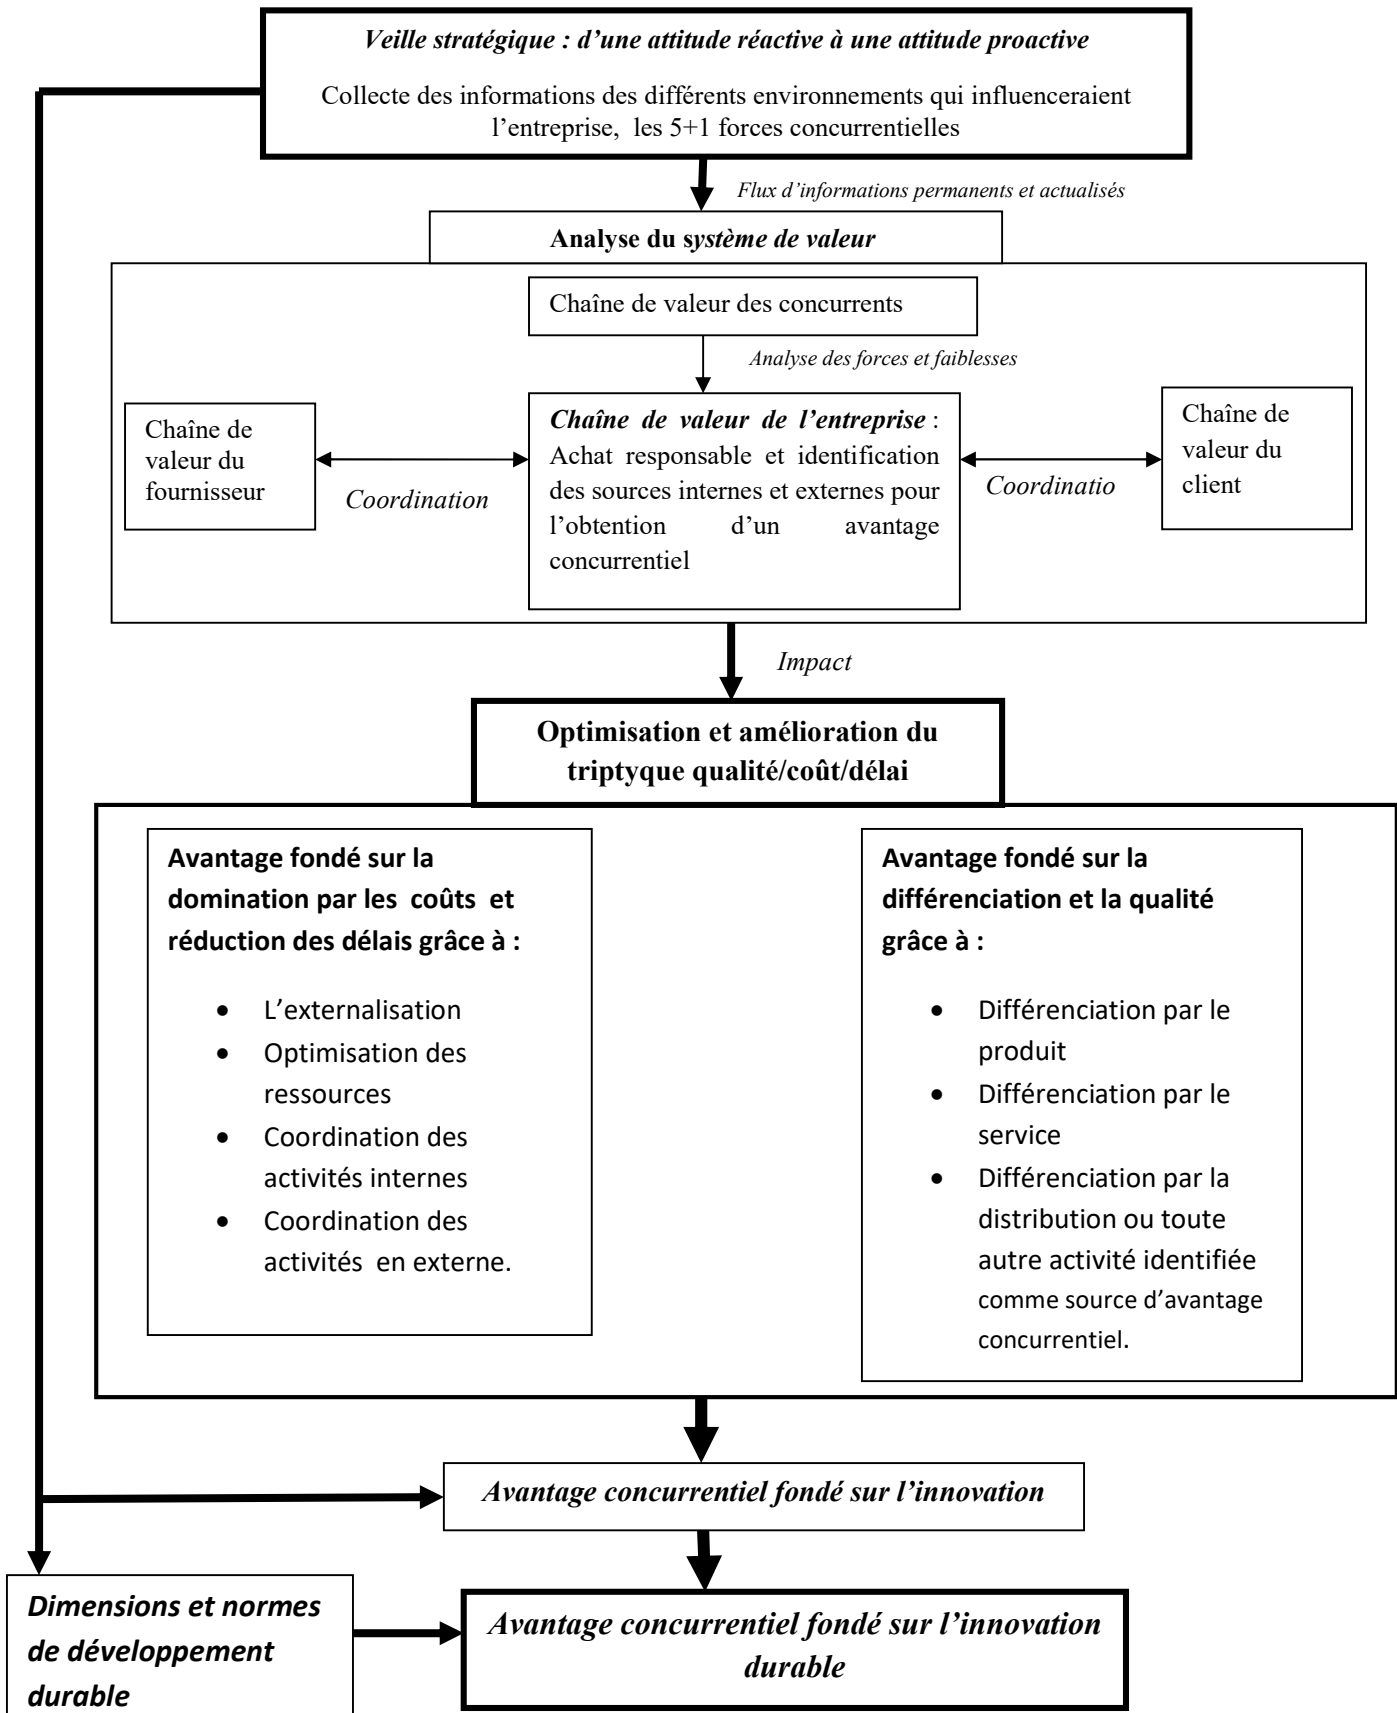 Veille stratégique : d’une attitude réactive à une attitude proactive
Collecte des informations des différents environnements qui influenceraient
l’entreprise, les 5+1 forces concurrentielles
Flux d’informations permanents et actualisés
Analyse du système de valeur
Chaîne de valeur des concurrents
Analyse des forces et faiblesses
Chaîne de
valeur du
fournisseur
Coordination
Chaîne de valeur de l’entreprise :
Achat responsable et identification
des sources internes et externes pour
l’obtention d’un avantage
concurrentiel
Coordinatio
Chaîne de
valeur du
client
Impact
Optimisation et amélioration du
triptyque qualité/coût/délai
Avantage fondé sur la
domination par les coûts et
réduction des délais grâce à :
• L’externalisation
• Optimisation des
ressources
• Coordination des
activités internes
• Coordination des
activités en externe.
Avantage fondé sur la
différenciation et la qualité
grâce à :
• Différenciation par le
produit
• Différenciation par le
service
• Différenciation par la
distribution ou toute
autre activité identifiée
comme source d’avantage
concurrentiel.
Avantage concurrentiel fondé sur l’innovation
Dimensions et normes
de développement
durable
Avantage concurrentiel fondé sur l’innovation
durable